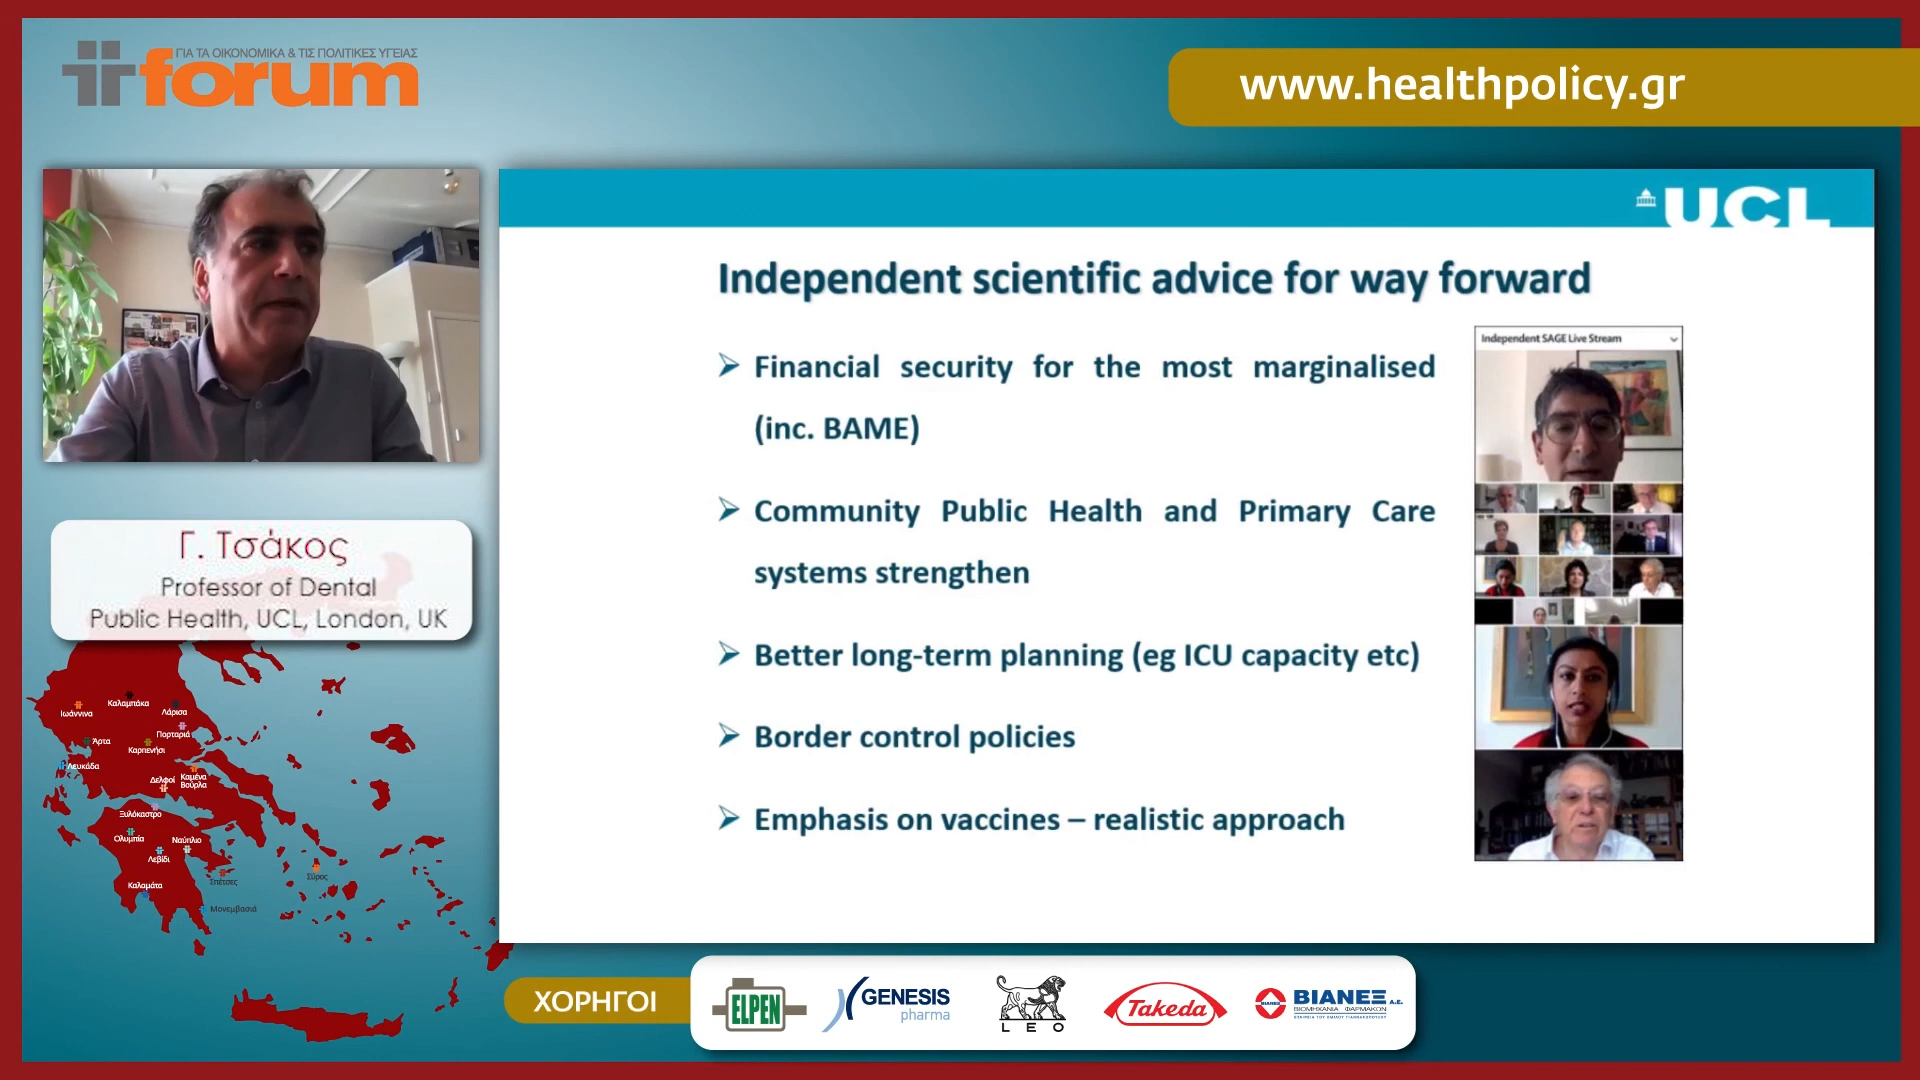 ΓΙΑ ΤΑ ΟΙΚΟΝΟΜΙΚΑ & ΤΙΣ ΠΟΛΙΤΙΚΕΣ ΥΓΕΙΑΣ
forum
www.healthpolicy.gr
UCL
Independent scientific advice for way forward
➢ Financial security for the most marginalised
(inc. BAME)
➢ Community Public Health and Primary Care
systems strengthen
➢ Better long-term planning (eg ICU capacity etc)
➢ Border control policies
➢ Emphasis on vaccines – realistic approach
Independent SAGE Live Stream
Γ. Τσάκος
Professor of Dental
Public Health, UCL, London, UK
Ιωάννινα
Καλαμπάκα
Λάρισα
Πορταριά
Άρτα
Καρπενήσι
Λευκάδα
Δελφοί
Καμένα
Βούρλα
Ξυλόκαστρο
Ολυμπία
Ναύπλιο
Λεβίδι
Σπέτσες
Σύρος
Καλαμάτα
Μονεμβασιά
ΧΟΡΗΓΟΙ
ELPEN
GENESIS
pharma
LEO
Takeda
BIANEX
ΒΙΑΝΕΞ Α.Ε.
ΒΙΟΜΗΧΑΝΙΑ ΦΑΡΜΑΚΩΝ